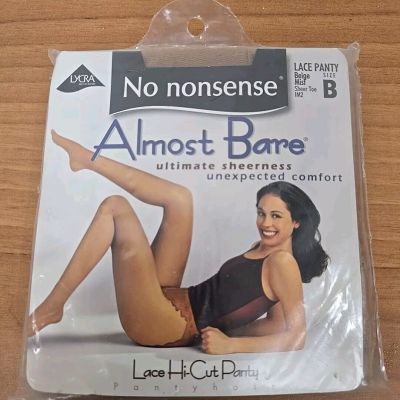 LYCRA
LACE PANTY
Beige
Mist
Sheer Toe
1M2
SIZE
B
No nonsense®
Almost Bare®
ultimate sheerness
unexpected comfort
Lace Hi-Cut Panty
Pantyhose